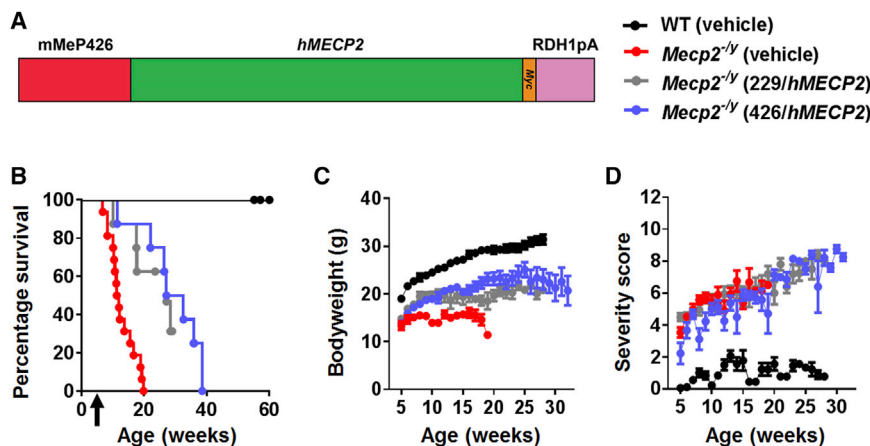 A
mMeP426 hMECP2 RDH1pA
Myc
WT (vehicle)
Mecp2-/y (vehicle)
Mecp2-/y (229/hMECP2)
Mecp2-/y (426/hMECP2)
B
Percentage survival
100
80
60
40
20
0
0 20 40 60
Age (weeks)
C
Bodyweight (g)
40
30
20
10
0
5 10 15 20 25 30
Age (weeks)
D
Severity score
12
10
8
6
4
2
0
5 10 15 20 25 30
Age (weeks)